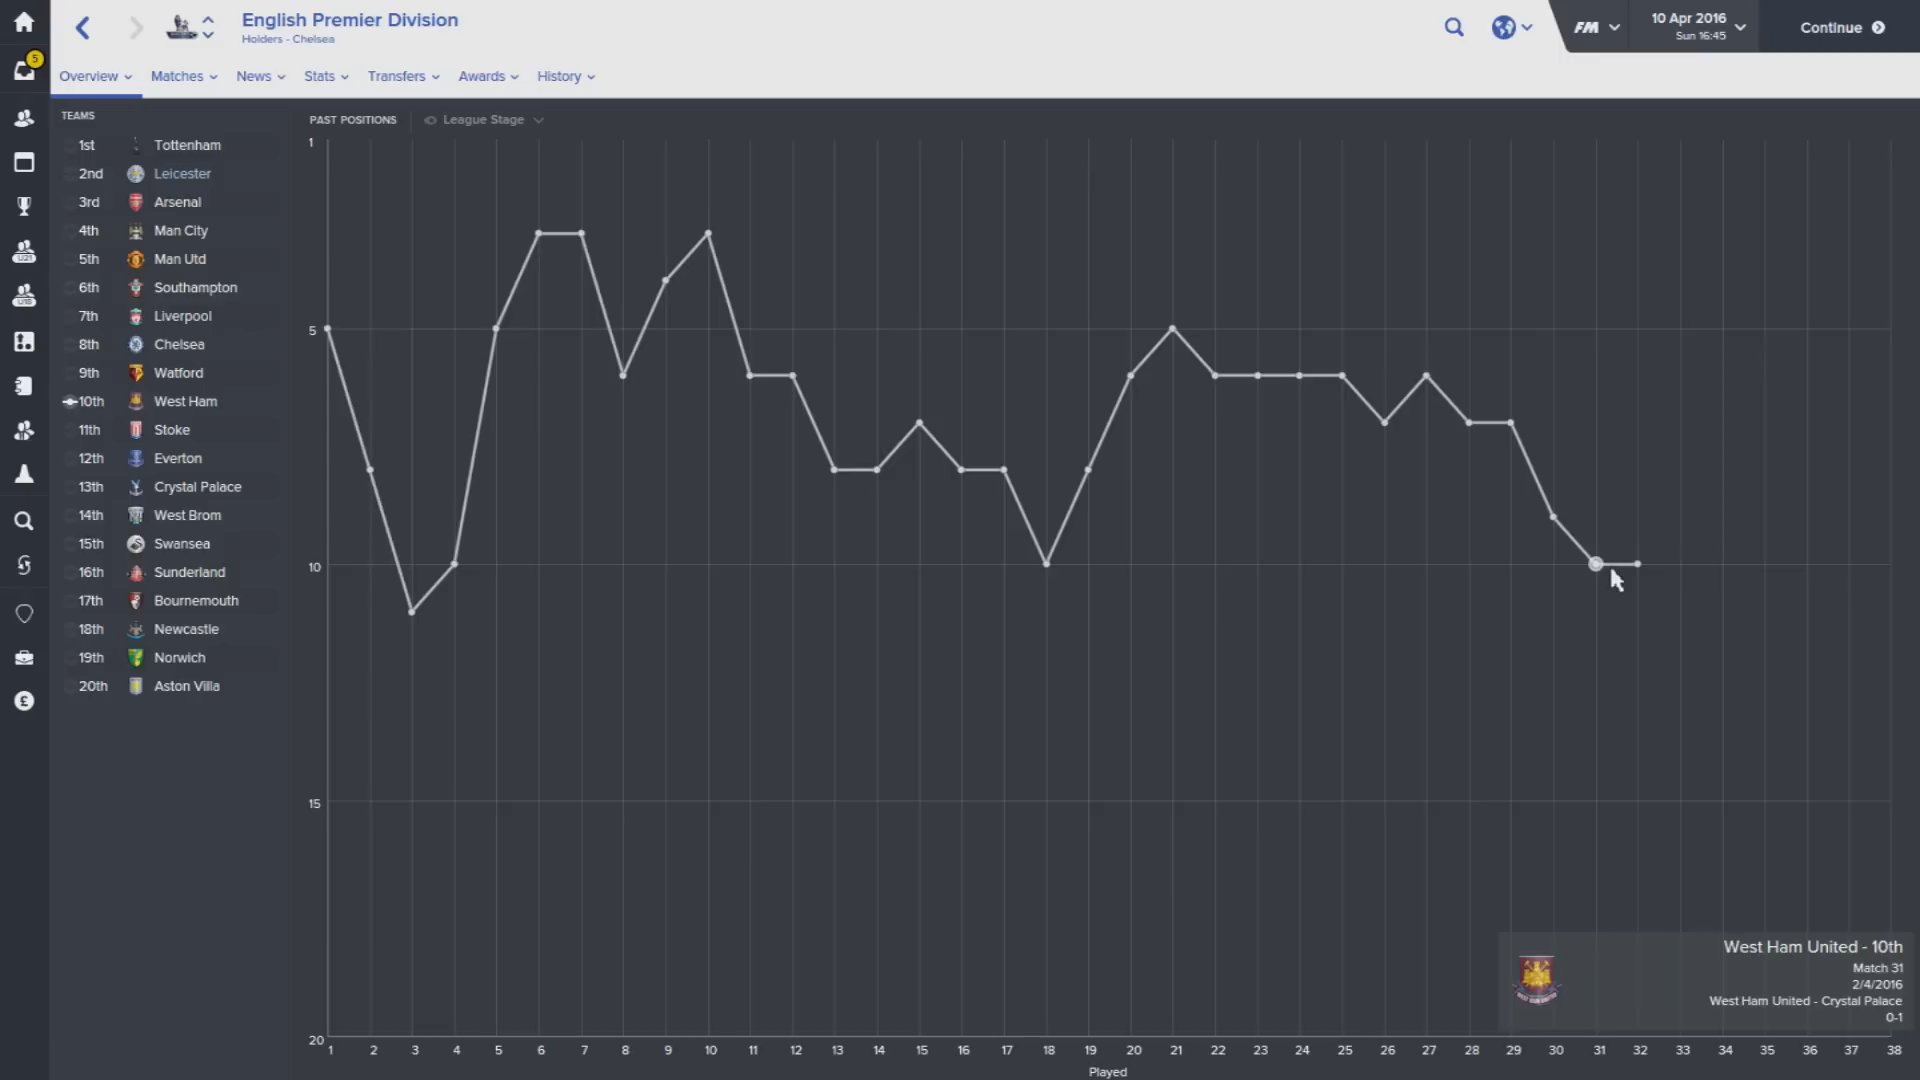 English Premier Division
Holders - Chelsea
5
FM
10 Apr 2016
Sun 16:45
Continue
Overview Matches News Stats Transfers Awards History
TEAMS
1st Tottenham
2nd Leicester
3rd Arsenal
4th Man City
5th Man Utd
6th Southampton
7th Liverpool
8th Chelsea
9th Watford
10th West Ham
11th Stoke
12th Everton
13th Crystal Palace
14th West Brom
15th Swansea
16th Sunderland
17th Bournemouth
18th Newcastle
19th Norwich
20th Aston Villa
PAST POSITIONS League Stage
1
5
10
15
20
1 2 3 4 5 6 7 8 9 10 11 12 13 14 15 16 17 18 19 20 21 22 23 24 25 26 27 28 29 30 31 32 33 34 35 36 37 38
Played
West Ham United - 10th
Match 31
2/4/2016
West Ham United - Crystal Palace
0-1